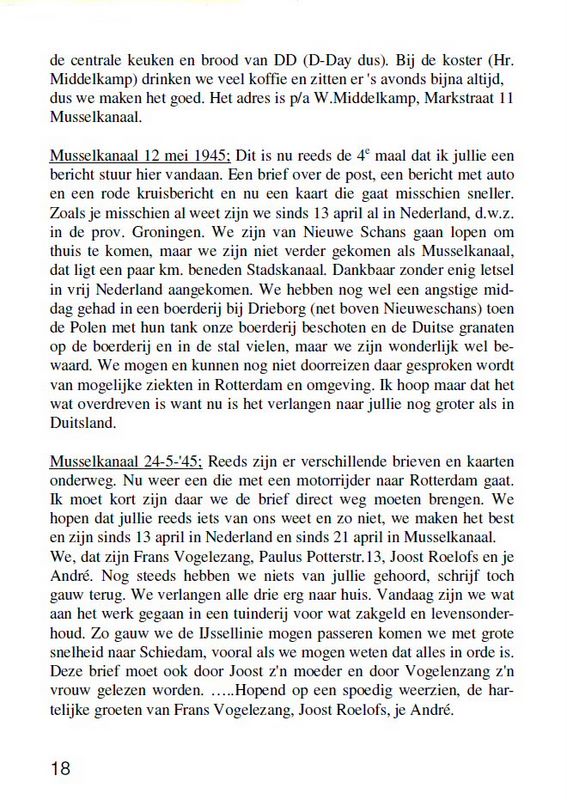 de centrale keuken en brood van DD (D-Day dus). Bij de koster (Hr.
Middelkamp) drinken we veel koffie en zitten er 's avonds bijna altijd,
dus we maken het goed. Het adres is p/a W.Middelkamp, Markstraat 11
Musselkanaal.

Musselkanaal 12 mei 1945; Dit is nu reeds de 4e maal dat ik jullie een
bericht stuur hier vandaan. Een brief over de post, een bericht met auto
en een rode kruisbericht en nu een kaart die gaat misschien sneller.
Zoals je misschien al weet zijn we sinds 13 april al in Nederland, d.w.z.
in de prov. Groningen. We zijn van Nieuwe Schans gaan lopen om
thuis te komen, maar we zijn niet verder gekomen als Musselkanaal,
dat ligt een paar km. beneden Stadskanaal. Dankbaar zonder enig letsel
in vrij Nederland aangekomen. We hebben nog wel een angstige mid-
dag gehad in een boerderij bij Drieborg (net boven Nieuweschans) toen
de Polen met hun tank onze boerderij beschoten en de Duitse granaten
op de boerderij en in de stal vielen, maar we zijn wonderlijk wel be-
waard. We mogen en kunnen nog niet doorreizen daar gesproken wordt
van mogelijke ziekten in Rotterdam en omgeving. Ik hoop maar dat het
wat overdreven is want nu is het verlangen naar jullie nog groter als in
Duitsland.

Musselkanaal 24-5-'45; Reeds zijn er verschillende brieven en kaarten
onderweg. Nu weer een die met een motorrijder naar Rotterdam gaat.
Ik moet kort zijn daar we de brief direct weg moeten brengen. We
hopen dat jullie reeds iets van ons weet en zo niet, we maken het best
en zijn sinds 13 april in Nederland en sinds 21 april in Musselkanaal.
We, dat zijn Frans Vogelezang, Paulus Potterstr.13, Joost Roelofs en je
André. Nog steeds hebben we niets van jullie gehoord, schrijf toch
gauw terug. We verlangen alle drie erg naar huis. Vandaag zijn we wat
aan het werk gegaan in een tuinderij voor wat zakgeld en levensonder-
houd. Zo gauw we de IJssellinie mogen passeren komen we met grote
snelheid naar Schiedam, vooral als we mogen weten dat alles in orde is.
Deze brief moet ook door Joost z'n moeder en door Vogelenzang z'n
vrouw gelezen worden. …..Hopend op een spoedig weerzien, de har-
telijke groeten van Frans Vogelezang, Joost Roelofs, je André.

18